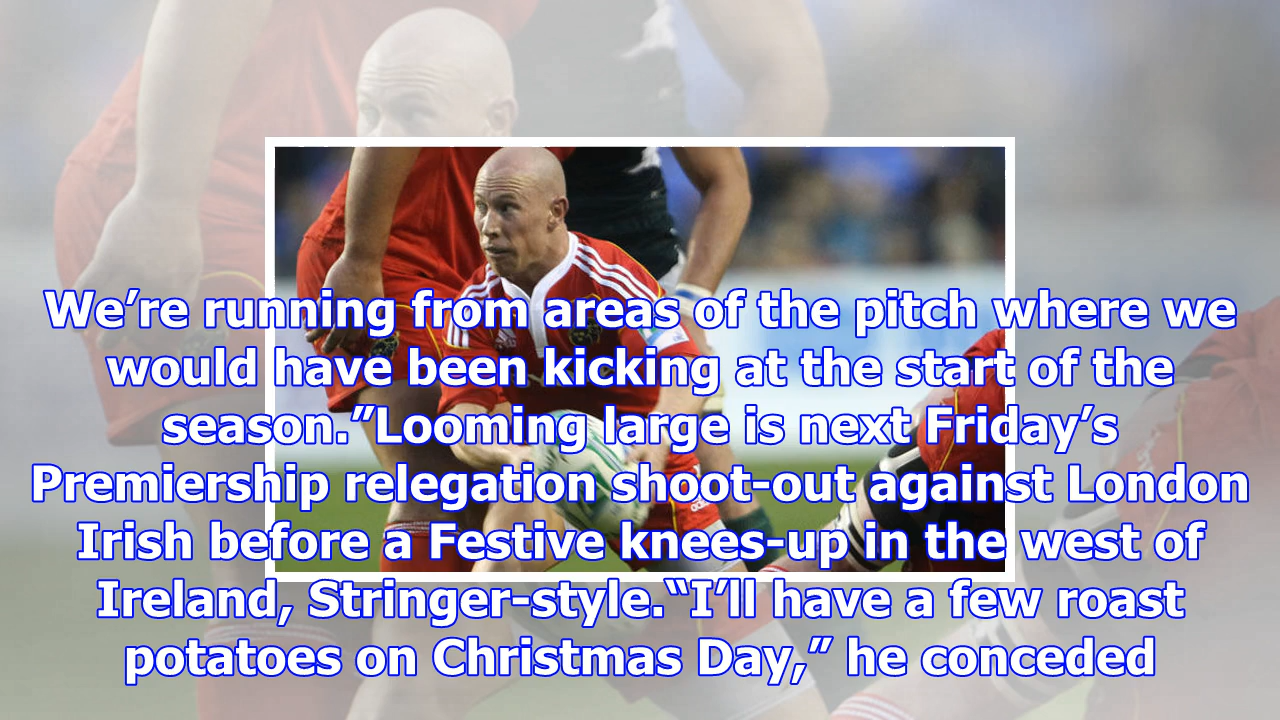 We’re running from areas of the pitch where we
would have been kicking at the start of the
season.”Looming large is next Friday’s
Premiership relegation shoot-out against London
Irish before a Festive knees-up in the west of
Ireland, Stringer-style.“I’ll have a few roast
potatoes on Christmas Day,” he conceded